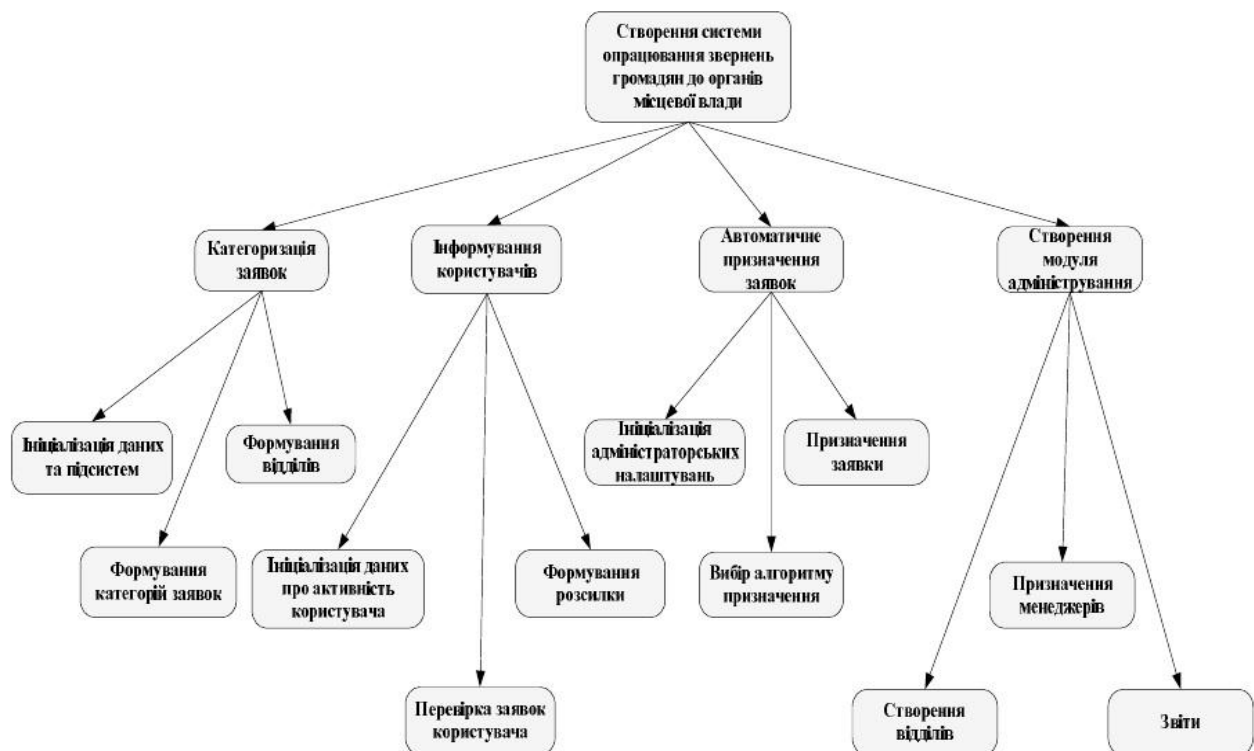 Створення системи
опрацювання звернень
громадян до органів
місцевої влади
Категоризація
заявок
Інформування
користувачів
Автоматичне
призначення
заявок
Створення
модуля
адміністрування
Ініціалізація даних
та підсистем
Формування
відділів
Ініціалізація
адміністраторських
налаштувань
Призначення
заявки
Формування
категорій заявок
Ініціалізація даних
про активність
користувача
Формування
розсилки
Вибір алгоритму
призначення
Призначення
менеджерів
Перевірка заявок
користувача
Створення
відділів
Звіти